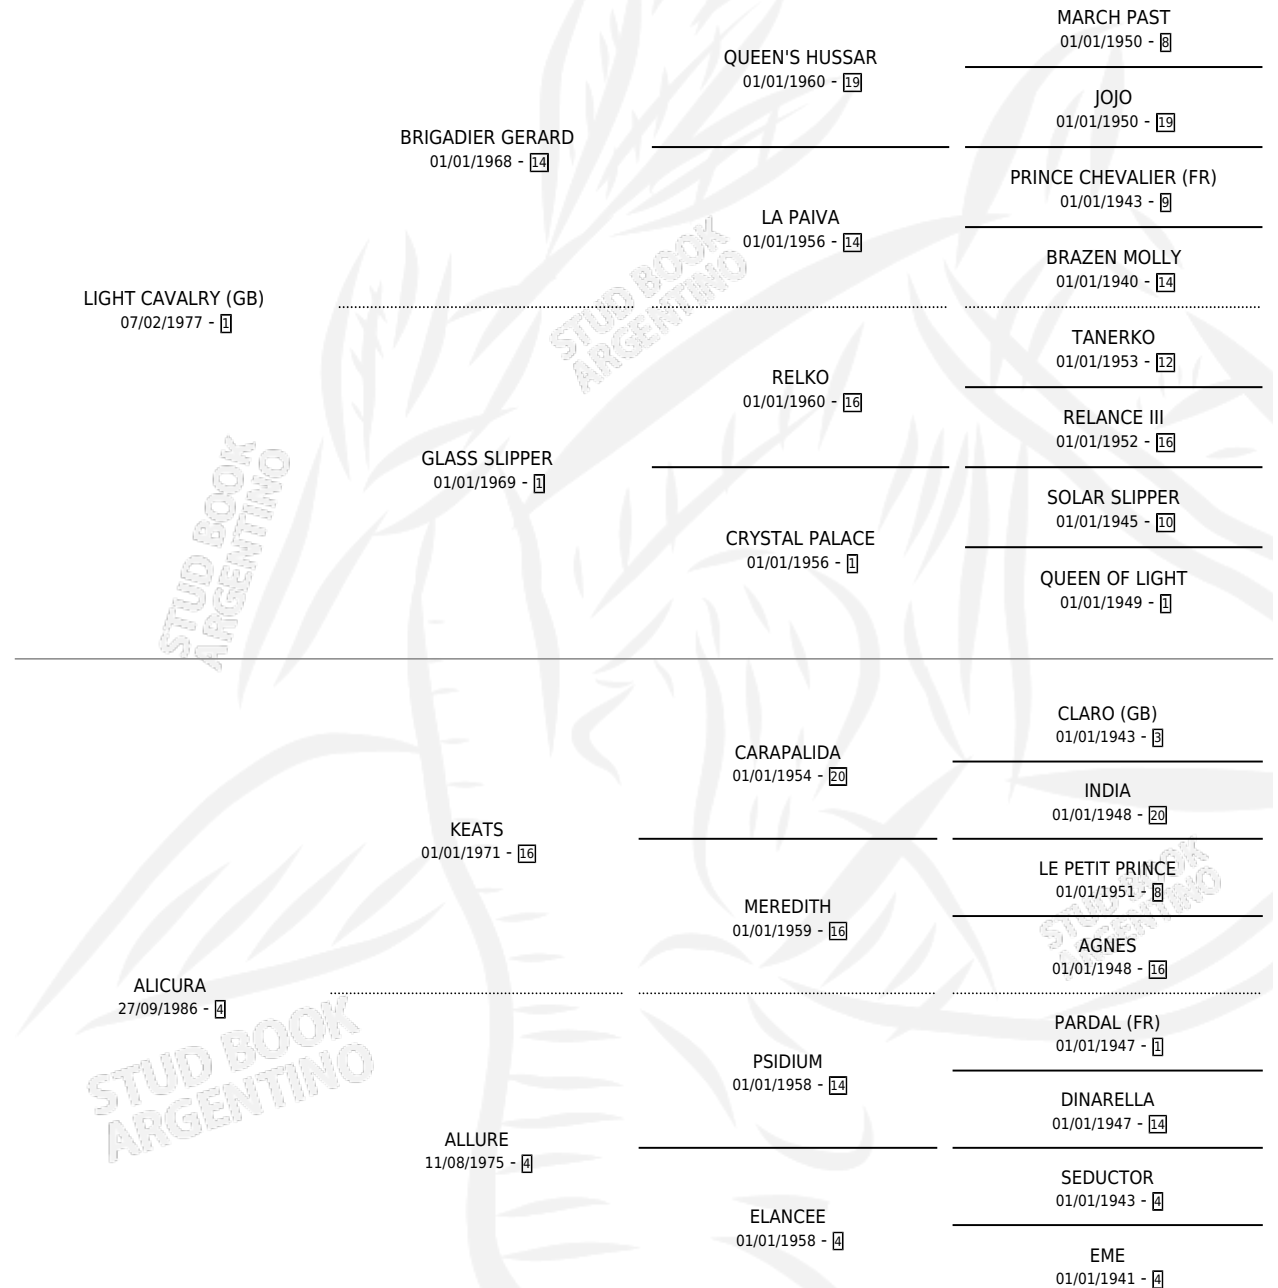 MARCH PAST
01/01/1950 - 8
QUEEN'S HUSSAR
01/01/1960 - 19
JOJO
01/01/1950 - 19
BRIGADIER GERARD
01/01/1968 - 14
PRINCE CHEVALIER (FR)
01/01/1943 - 9
LA PAIVA
01/01/1956 - 14
BRAZEN MOLLY
01/01/1940 - 14
LIGHT CAVALRY (GB)
07/02/1977 - 1
TANERKO
01/01/1953 - 12
RELKO
01/01/1960 - 16
RELANCE III
01/01/1952 - 16
GLASS SLIPPER
01/01/1969 - 1
SOLAR SLIPPER
01/01/1945 - 10
CRYSTAL PALACE
01/01/1956 - 1
QUEEN OF LIGHT
01/01/1949 - 1
STUD BOOK
ARGENTINO
STUD BOOK
ARGENTINO
CLARO (GB)
01/01/1943 - 3
CARAPALIDA
01/01/1954 - 20
INDIA
01/01/1948 - 20
KEATS
01/01/1971 - 16
LE PETIT PRINCE
01/01/1951 - 8
MEREDITH
01/01/1959 - 16
AGNES
01/01/1948 - 16
ALICURA
27/09/1986 - 4
PARDAL (FR)
01/01/1947 - 1
PSIDIUM
01/01/1958 - 14
DINARELLA
01/01/1947 - 14
ALLURE
11/08/1975 - 4
SEDUCTOR
01/01/1943 - 4
ELANCEE
01/01/1958 - 4
EME
01/01/1941 - 4
STUD BOOK
ARGENTINO
STUD BOOK
ARGENTINO